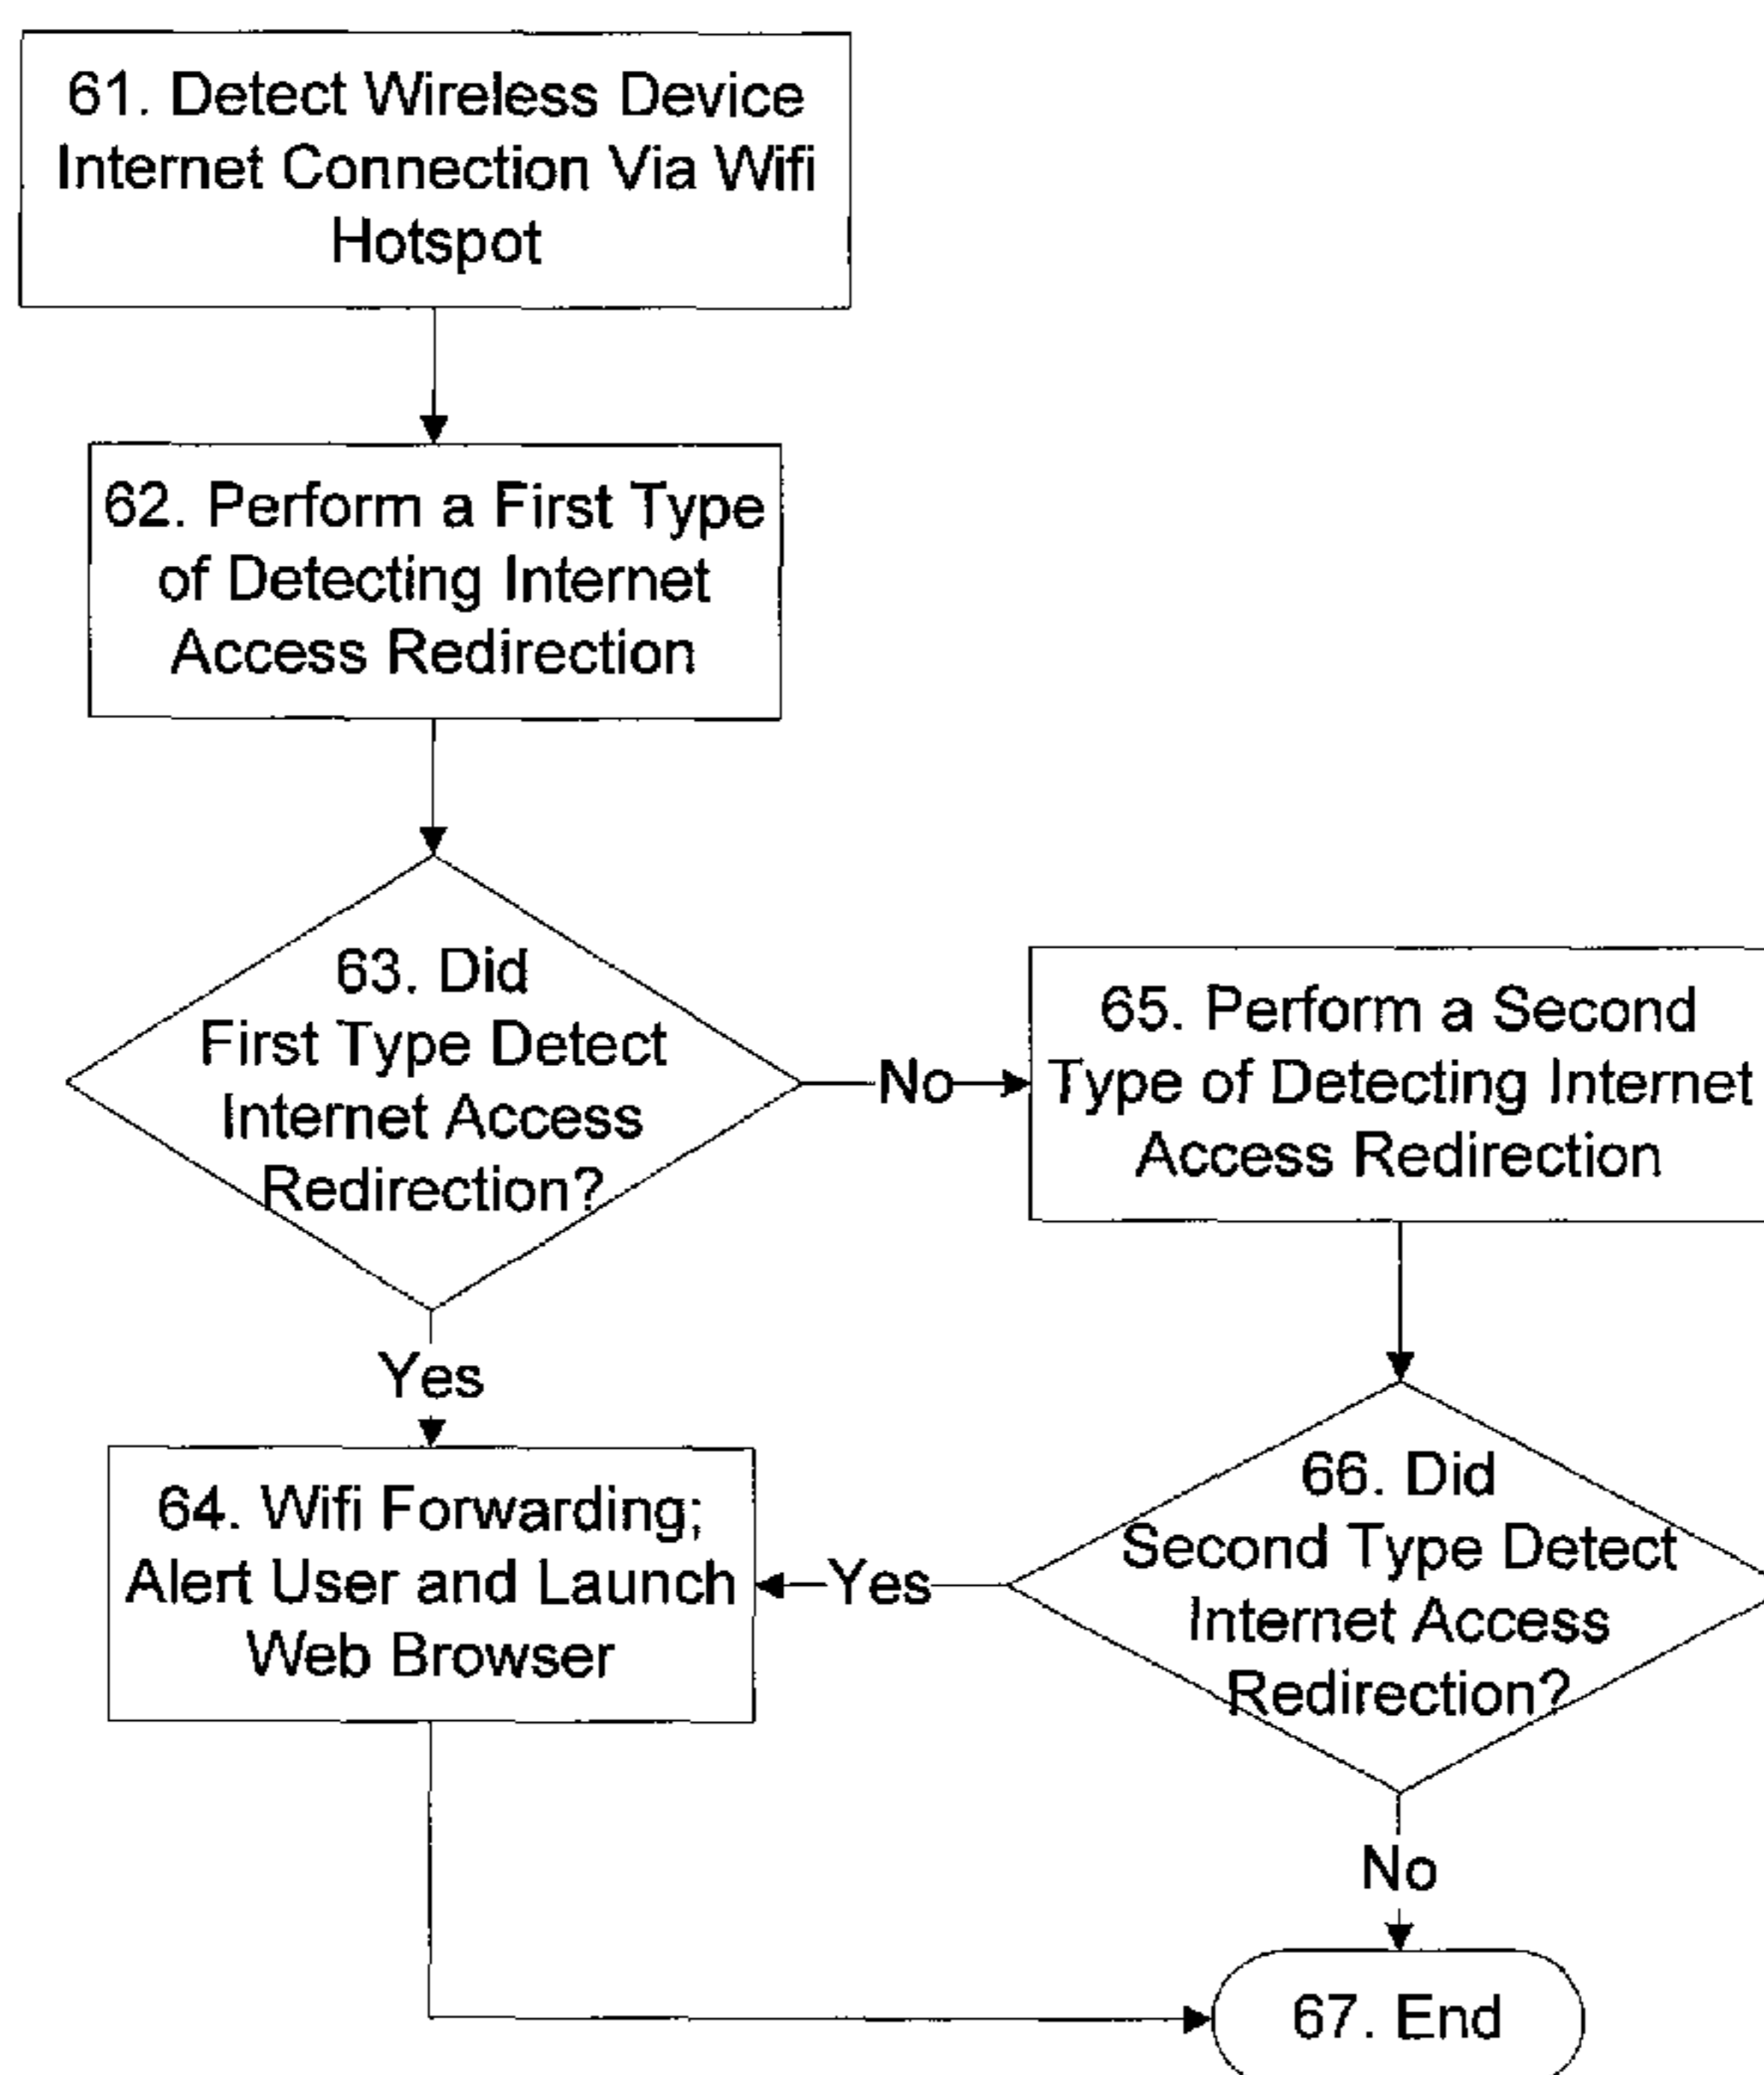 61. Detect Wireless Device
Internet Connection Via Wifi
Hotspot
62. Perform a First Type
of Detecting Internet
Access Redirection
63. Did
First Type Detect
Internet Access
Redirection?
No
65. Perform a Second
Type of Detecting Internet
Access Redirection
Yes
64. Wifi Forwarding;
Alert User and Launch
Web Browser
Yes
66. Did
Second Type Detect
Internet Access
Redirection?
No
67. End